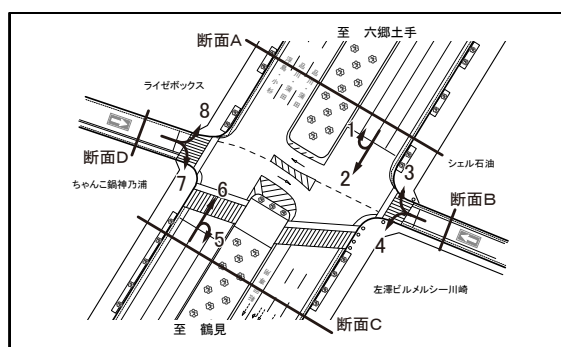 至 六郷土手
断面A
ライゼボックス
8
1
2
シェル石油
3
断面D
ちゃんこ鍋神乃浦
7
6
断面B
5
4
左澤ビルメルシー川崎
断面C
至 鶴見